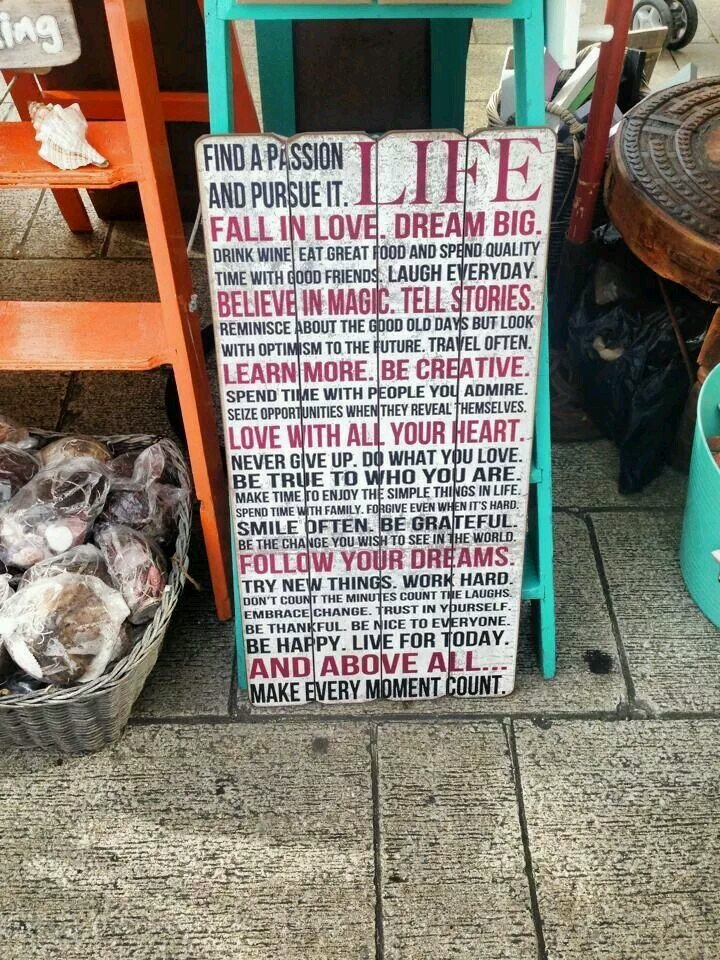 ing
FIND A PASSION
AND PURSUE IT. LIFE
FALL IN LOVE. DREAM BIG.
DRINK WINE, EAT GREAT FOOD AND SPEND QUALITY
TIME WITH GOOD FRIENDS. LAUGH EVERYDAY.
BELIEVE IN MAGIC. TELL STORIES.
REMINISCE ABOUT THE GOOD OLD DAYS BUT LOOK
WITH OPTIMISM TO THE FUTURE. TRAVEL OFTEN.
LEARN MORE. BE CREATIVE.
SPEND TIME WITH PEOPLE YOU ADMIRE.
SEIZE OPPORTUNITIES WHEN THEY REVEAL THEMSELVES.
LOVE WITH ALL YOUR HEART.
NEVER GIVE UP. DO WHAT YOU LOVE.
BE TRUE TO WHO YOU ARE.
MAKE TIME TO ENJOY THE SIMPLE THINGS IN LIFE.
SPEND TIME WITH FAMILY. FORGIVE EVEN WHEN IT'S HARD.
SMILE OFTEN. BE GRATEFUL.
BE THE CHANGE YOU WISH TO SEE IN THE WORLD.
FOLLOW YOUR DREAMS.
TRY NEW THINGS. WORK HARD.
DON'T COUNT THE MINUTES COUNT THE LAUGHS.
EMBRACE CHANGE. TRUST IN YOURSELF.
BE THANKFUL. BE NICE TO EVERYONE.
BE HAPPY. LIVE FOR TODAY.
AND ABOVE ALL...
MAKE EVERY MOMENT COUNT.